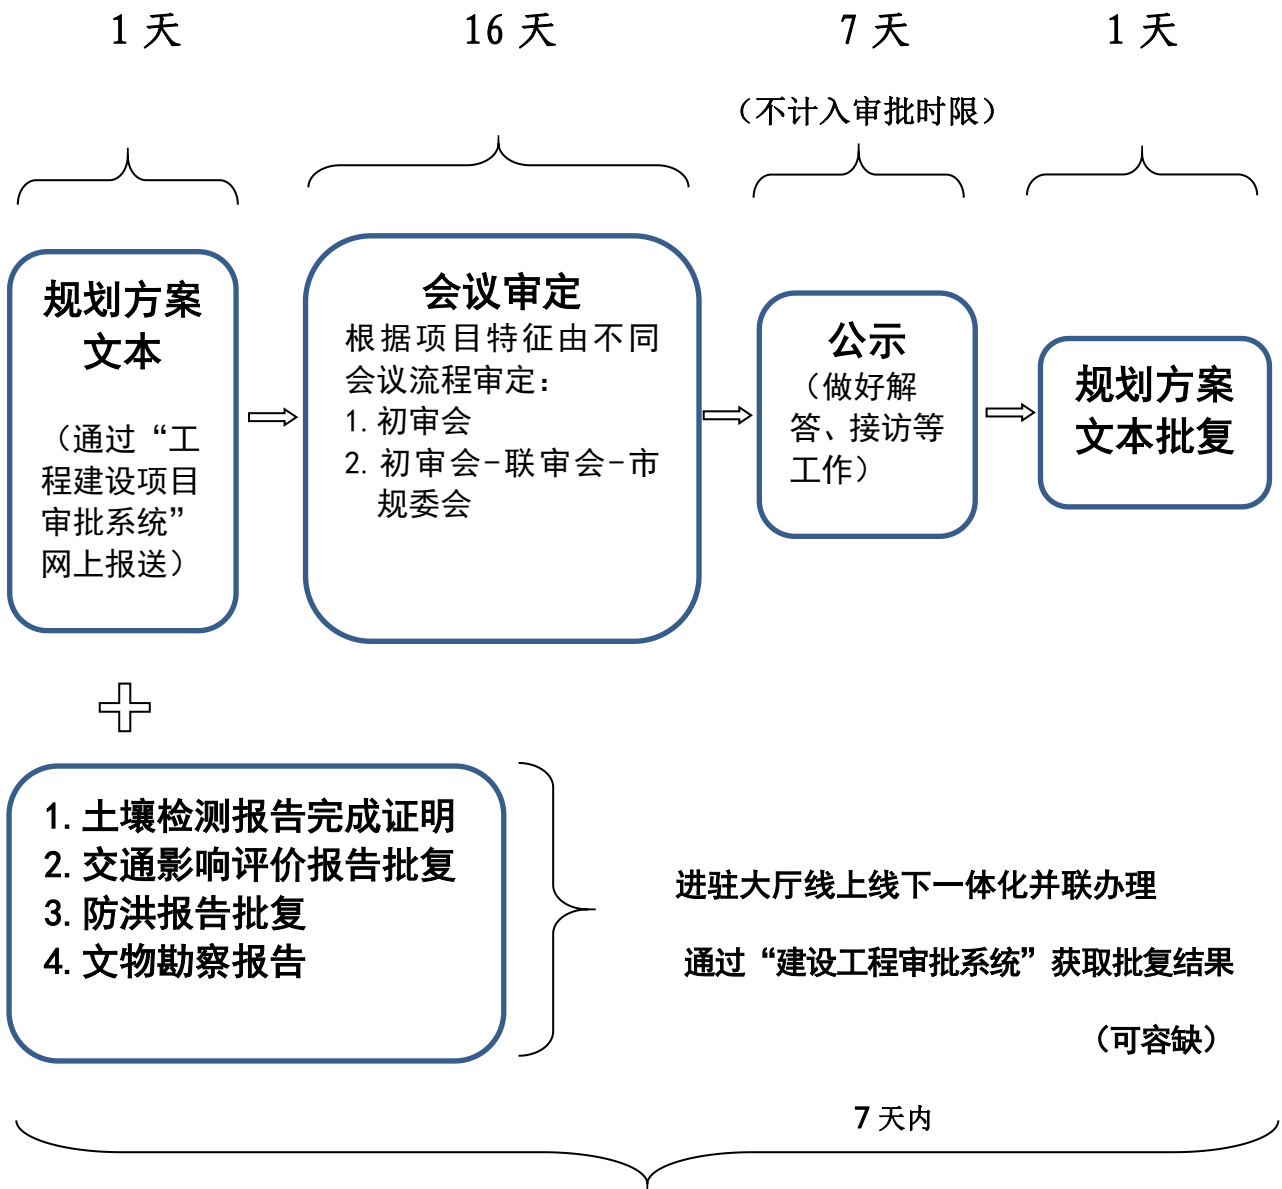 1 天
16 天
7 天
1 天
（不计入审批时限）
规划方案
文本
（通过“工
程建设项目
审批系统”
网上报送）
会议审定
根据项目特征由不同
会议流程审定：
1. 初审会
2. 初审会-联审会-市
规委会
公示
（做好解
答、接访等
工作）
规划方案
文本批复
1. 土壤检测报告完成证明
2. 交通影响评价报告批复
3. 防洪报告批复
4. 文物勘察报告
进驻大厅线上线下一体化并联办理
通过“建设工程审批系统”获取批复结果
（可容缺）
7 天内